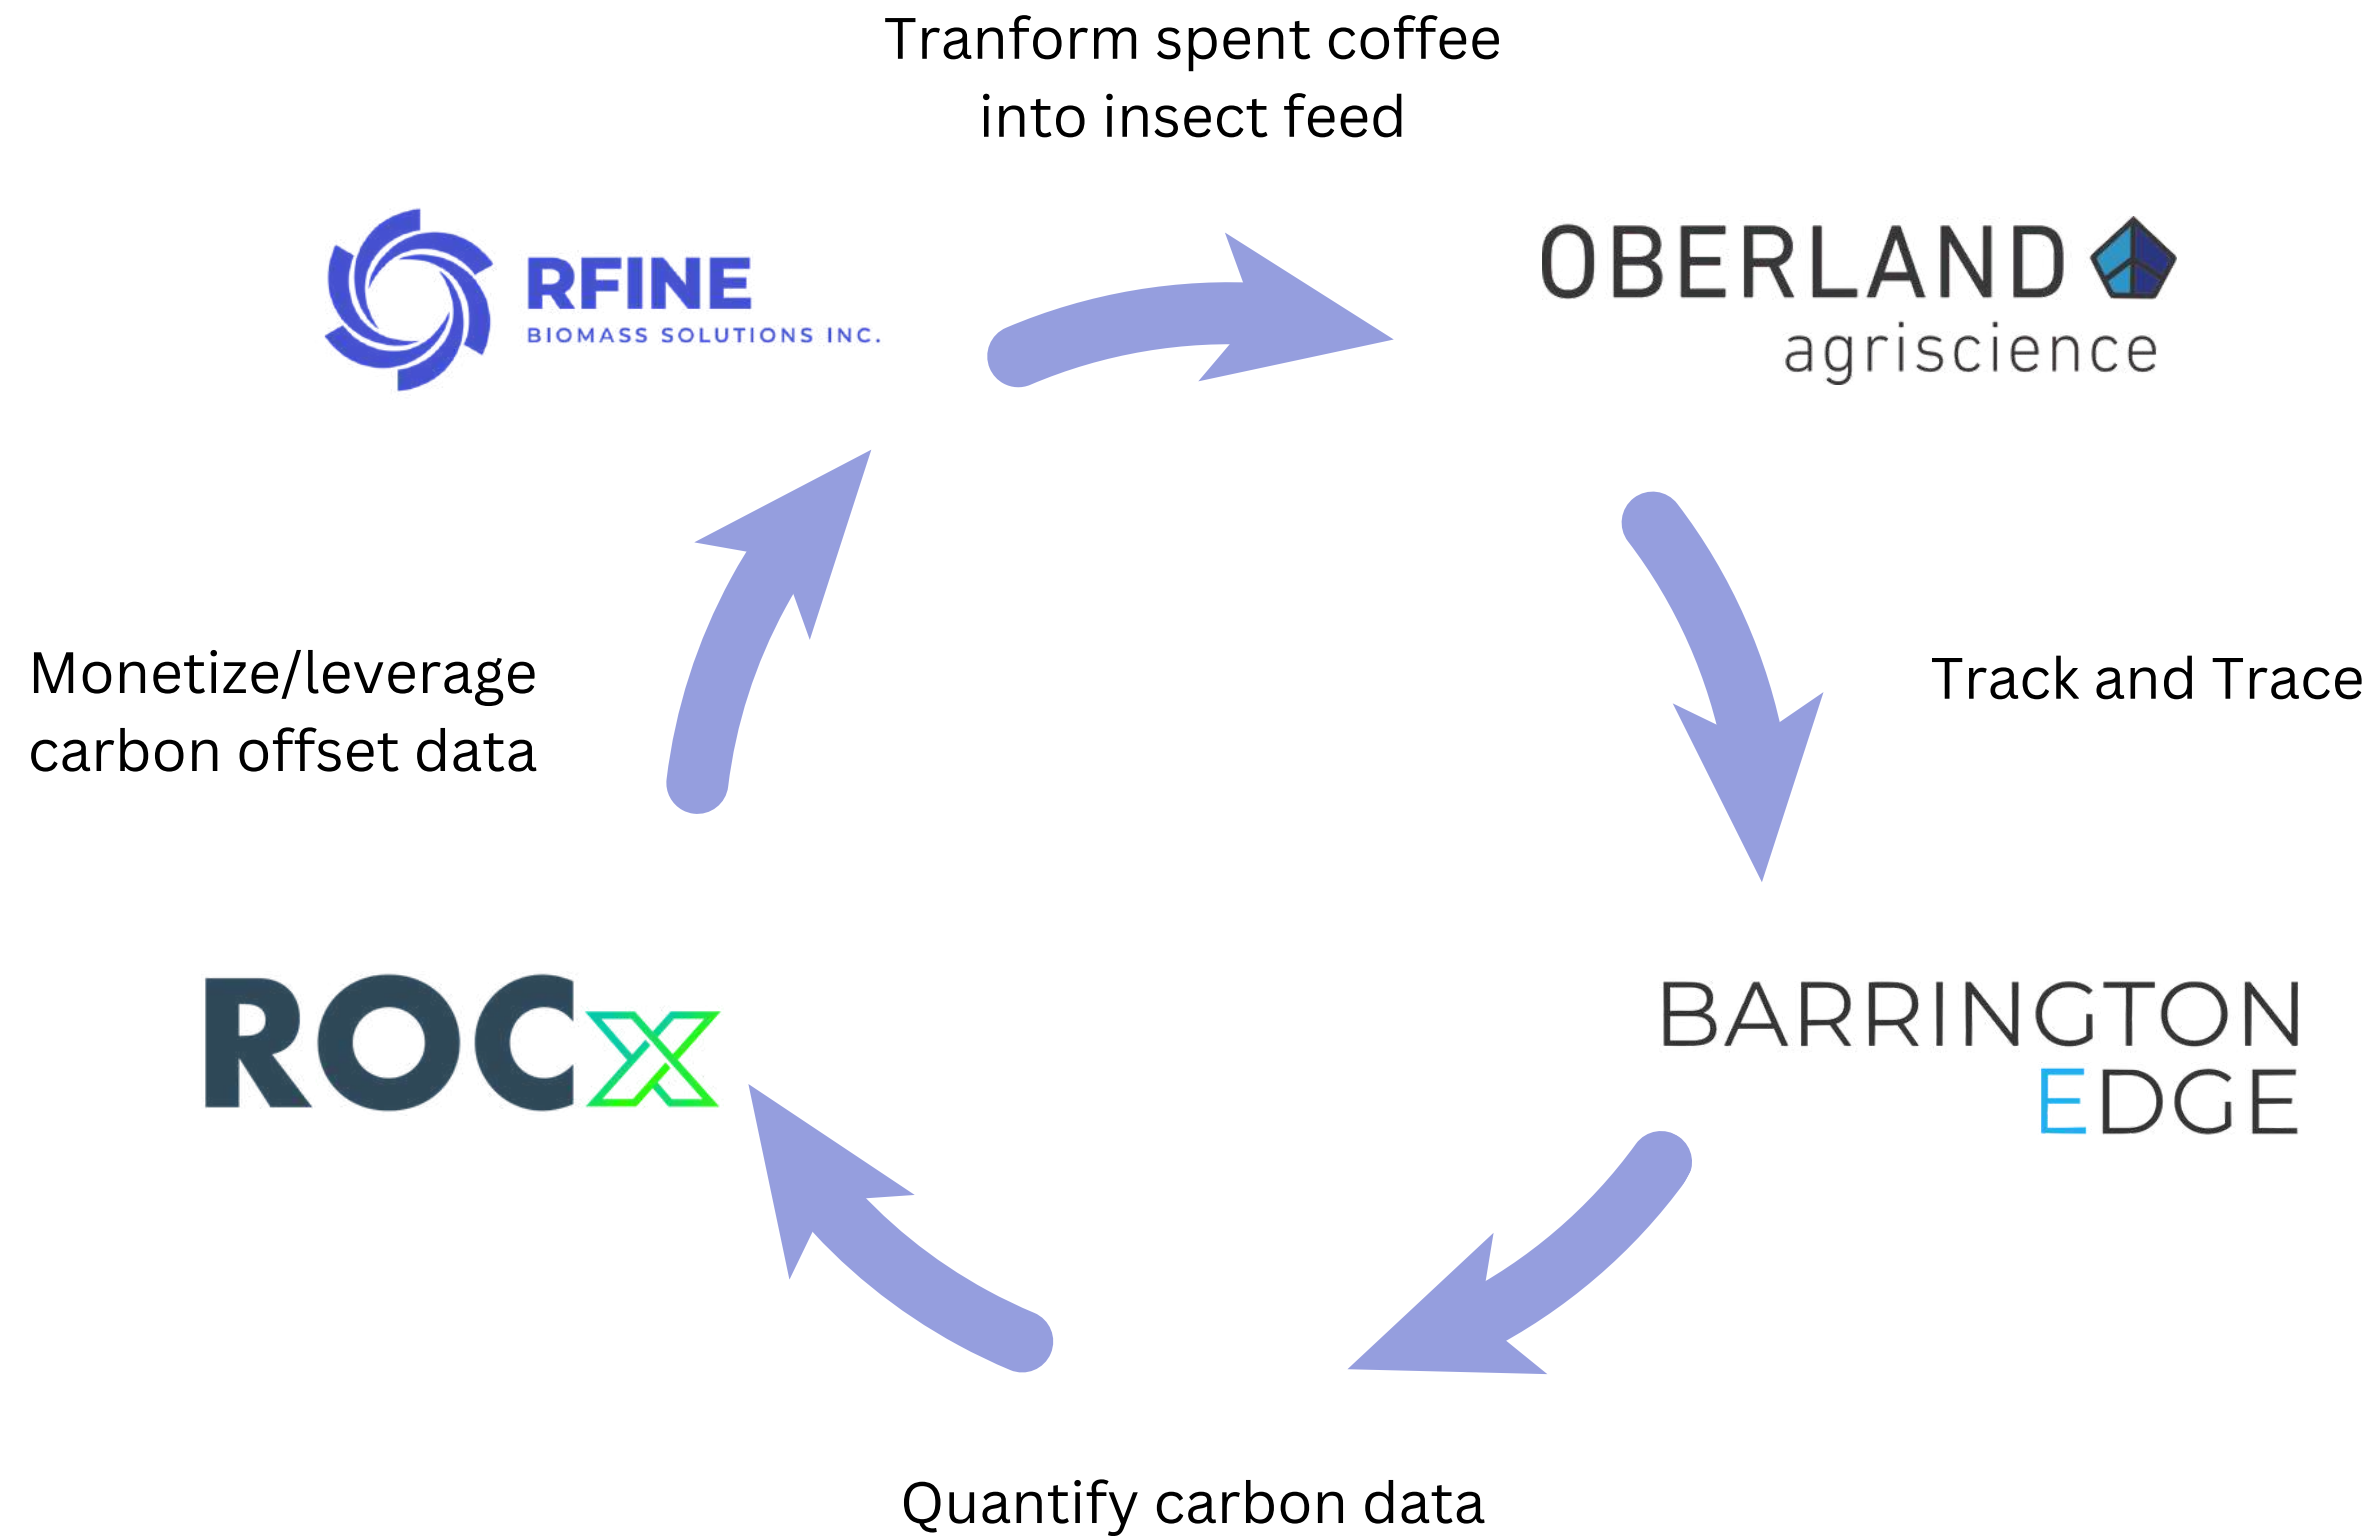 Tranform spent coffee
into insect feed
RFINE
BIOMASS SOLUTIONS INC.
OBERLAND
agriscience
Monetize/leverage
carbon offset data
Track and Trace
ROCX
BARRINGTON
EDGE
Quantify carbon data